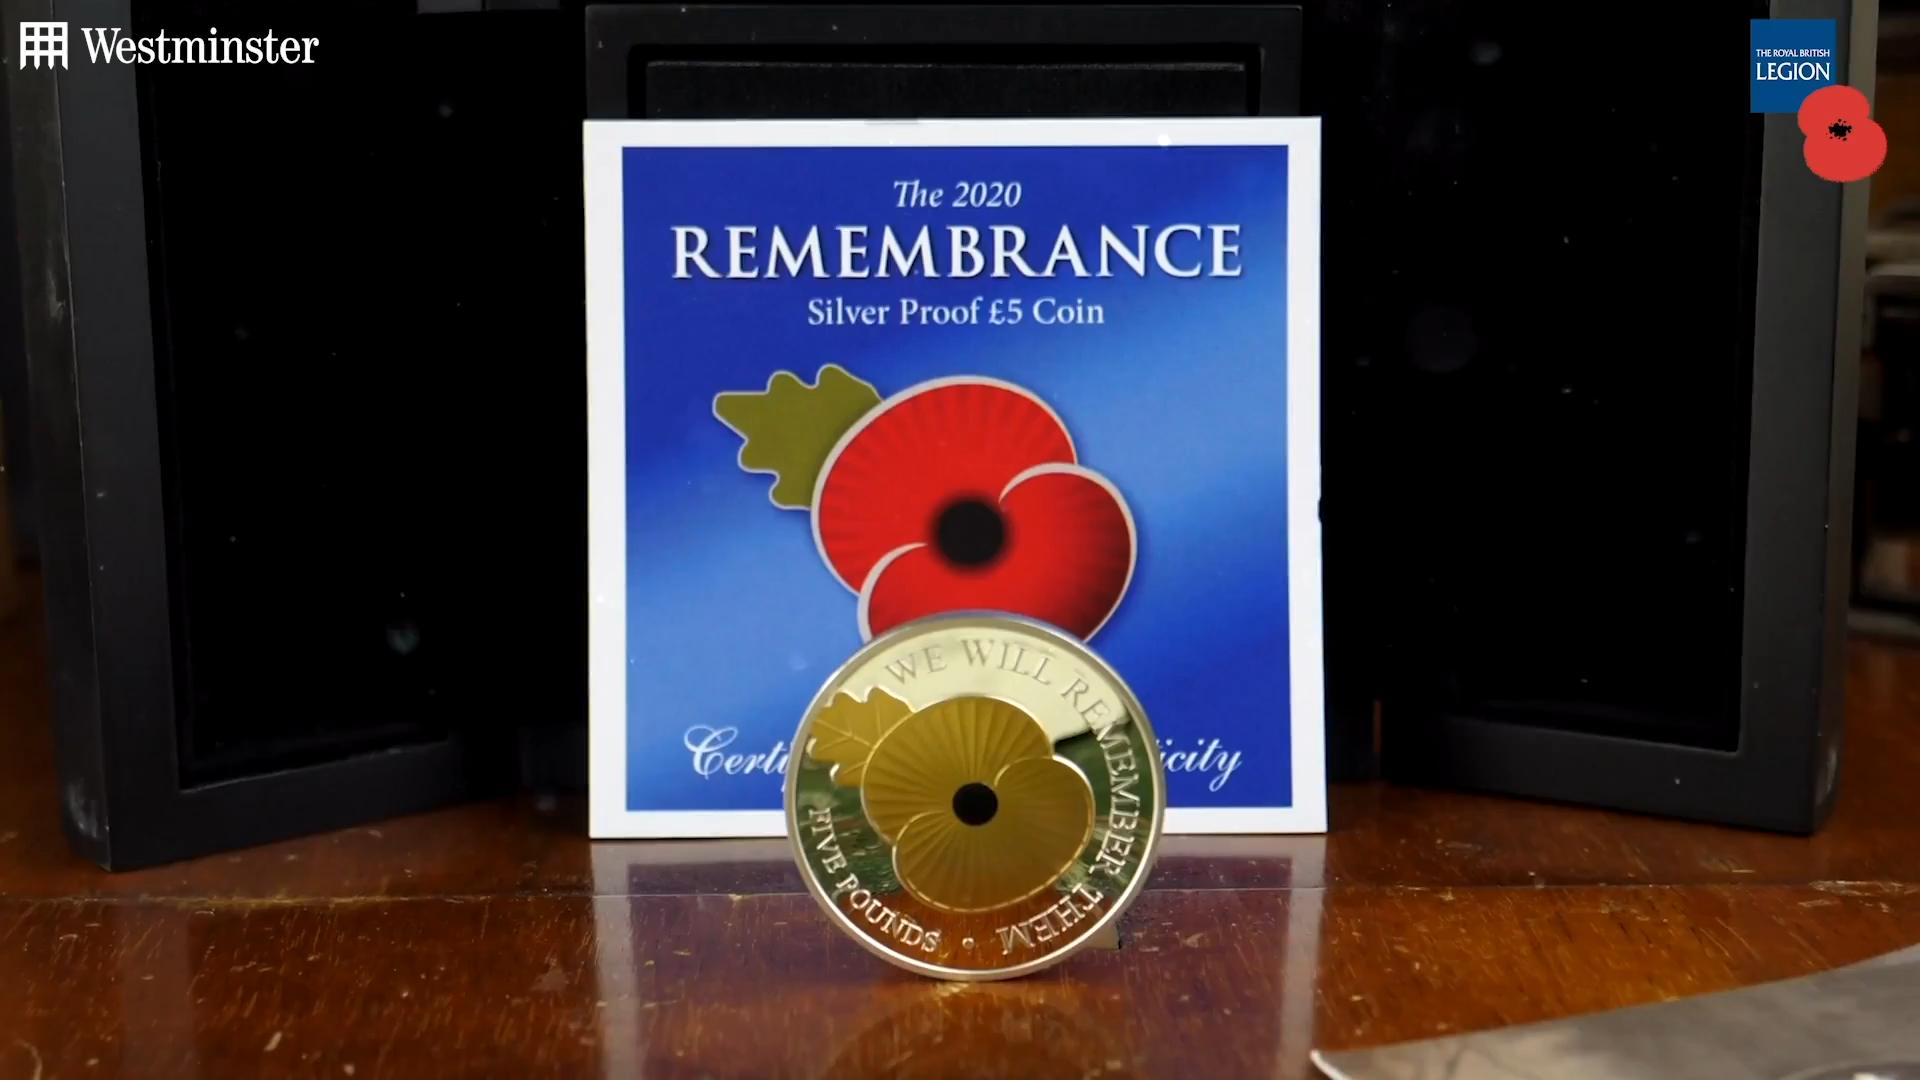 Westminster
THE ROYAL BRITISH
LEGION
The 2020
REMEMBRANCE
Silver Proof £5 Coin
WE WILL REMEMBER THEM
FIVE POUNDS